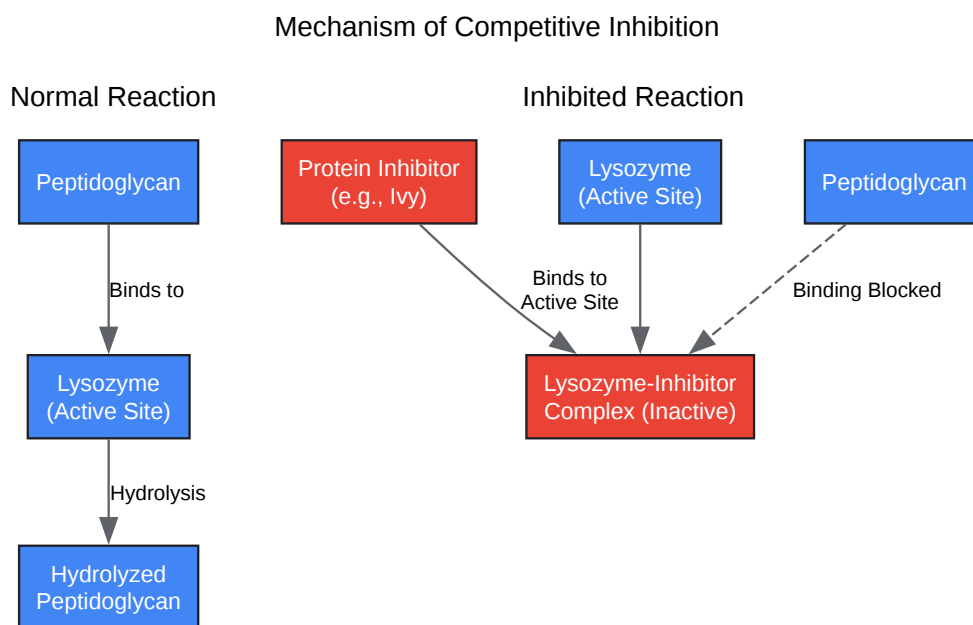 Mechanism of Competitive Inhibition
Normal Reaction
Peptidoglycan
Binds to
Lysozyme
(Active Site)
Hydrolysis
Hydrolyzed
Peptidoglycan
Inhibited Reaction
Protein Inhibitor
(e.g., Ivy)
Lysozyme
(Active Site)
Peptidoglycan
Binds to
Active Site
Binding Blocked
Lysozyme-Inhibitor
Complex (Inactive)